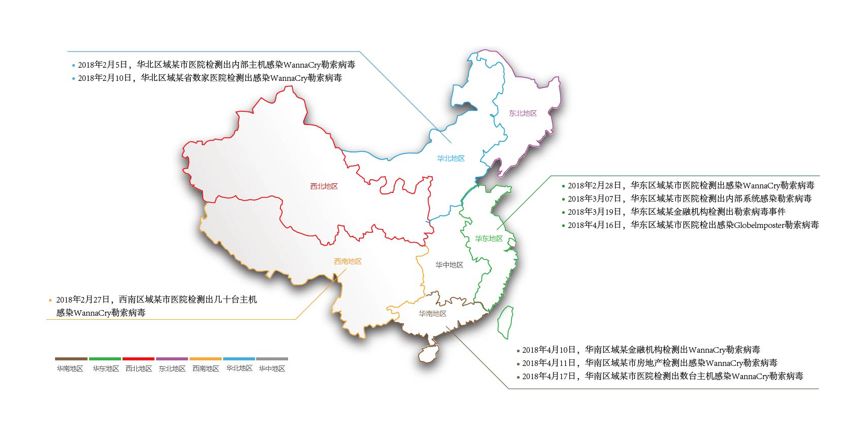 2018年2月5日，华北区域某市医院检测出内部主机感染WannaCry勒索病毒
2018年2月10日，华北区域某省数家医院检测出感染WannaCry勒索病毒
东北地区
华北地区
西北地区
2018年2月28日，华东区域某市医院检测出感染WannaCry勒索病毒
2018年3月07日，华东区域某市医院检测出内部系统感染勒索病毒
2018年3月19日，华东区域某金融机构检测出勒索病毒事件
2018年4月16日，华东区域某市医院检出感染GlobeImposter勒索病毒
华东地区
西南地区
华中地区
2018年2月27日，西南区域某市医院检测出几十台主机
感染WannaCry勒索病毒
华南地区
2018年4月10日，华南区域某金融机构检测出WannaCry勒索病毒
2018年4月11日，华南区域某市房地产检测出感染WannaCry勒索病毒
2018年4月17日，华南区域某市医院检测出数台主机感染WannaCry勒索病毒
华南地区 华东地区 西北地区 东北地区 西南地区 华北地区 华中地区